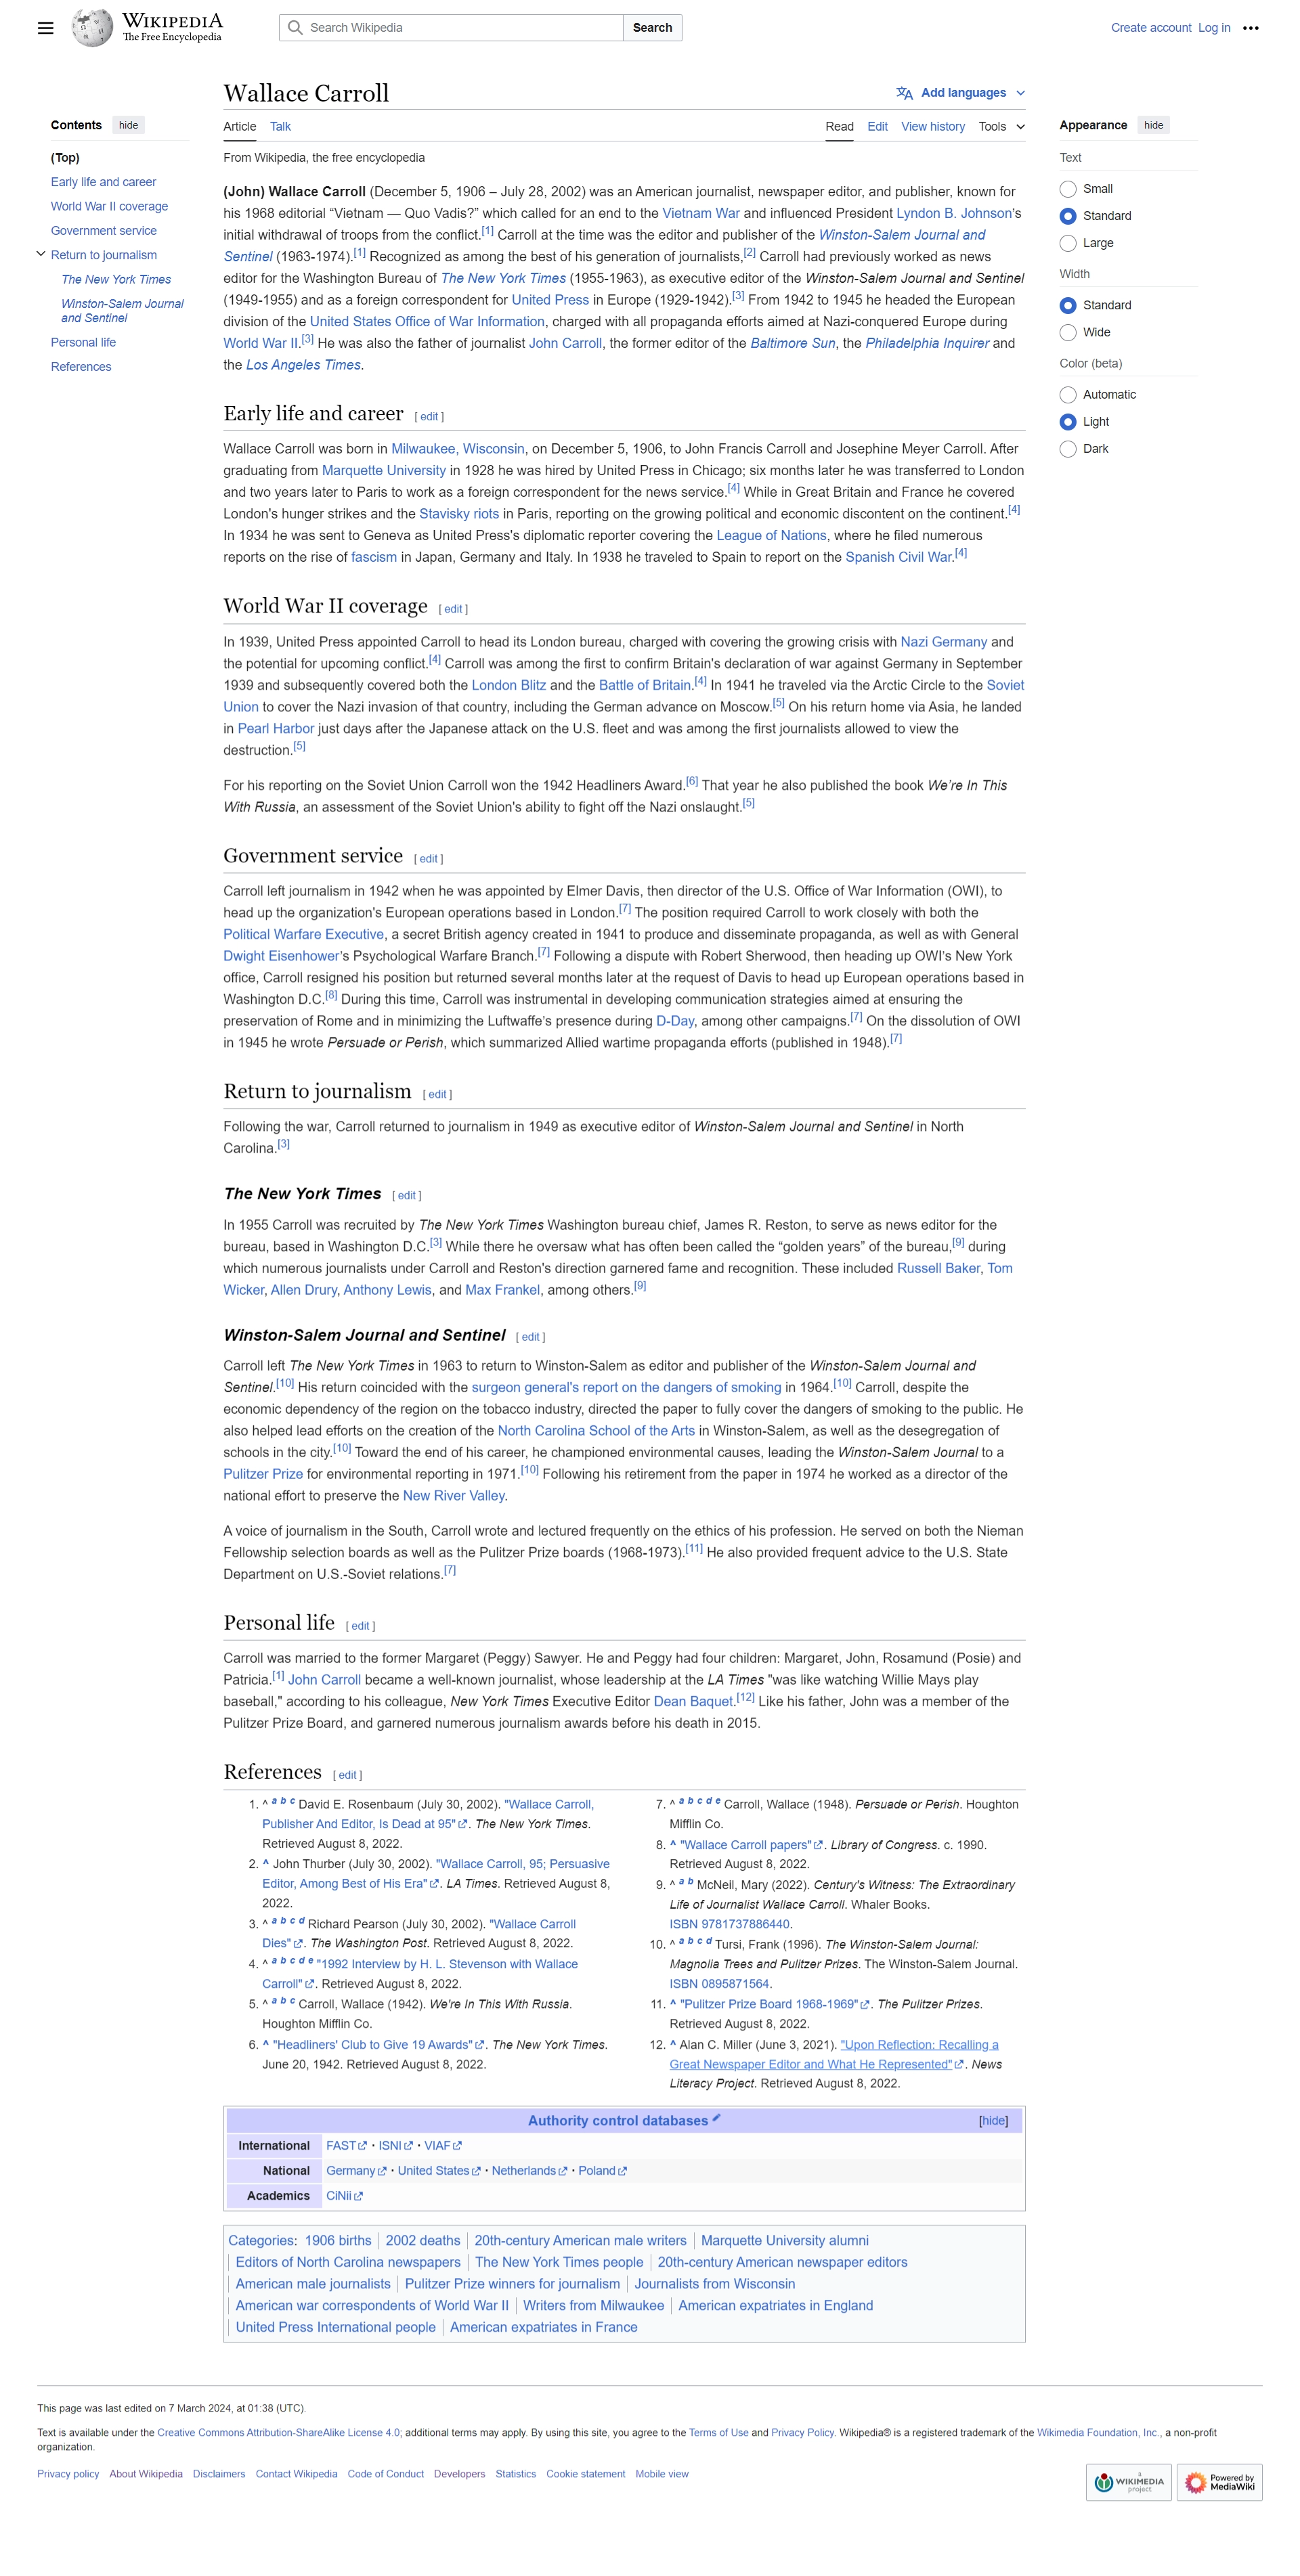 WIKIPEDIA
The Free Encyclopedia
Search Wikipedia
Search
Create account Log in
Contents hide
(Top)
Early life and career
World War II coverage
Government service
Return to journalism
The New York Times
Winston-Salem Journal
and Sentinel
Personal life
References
Wallace Carroll
Add languages
Article Talk
Read Edit View history Tools
From Wikipedia, the free encyclopedia
(John) Wallace Carroll (December 5, 1906 – July 28, 2002) was an American journalist, newspaper editor, and publisher, known for
his 1968 editorial “Vietnam — Quo Vadis?” which called for an end to the Vietnam War and influenced President Lyndon B. Johnson's
initial withdrawal of troops from the conflict.[1] Carroll at the time was the editor and publisher of the Winston-Salem Journal and
Sentinel (1963-1974).[1] Recognized as among the best of his generation of journalists,[2] Carroll had previously worked as news
editor for the Washington Bureau of The New York Times (1955-1963), as executive editor of the Winston-Salem Journal and Sentinel
(1949-1955) and as a foreign correspondent for United Press in Europe (1929-1942).[3] From 1942 to 1945 he headed the European
division of the United States Office of War Information, charged with all propaganda efforts aimed at Nazi-conquered Europe during
World War II.[3] He was also the father of journalist John Carroll, the former editor of the Baltimore Sun, the Philadelphia Inquirer and
the Los Angeles Times.
Early life and career [ edit ]
Wallace Carroll was born in Milwaukee, Wisconsin, on December 5, 1906, to John Francis Carroll and Josephine Meyer Carroll. After
graduating from Marquette University in 1928 he was hired by United Press in Chicago; six months later he was transferred to London
and two years later to Paris to work as a foreign correspondent for the news service.[4] While in Great Britain and France he covered
London's hunger strikes and the Stavisky riots in Paris, reporting on the growing political and economic discontent on the continent.[4]
In 1934 he was sent to Geneva as United Press's diplomatic reporter covering the League of Nations, where he filed numerous
reports on the rise of fascism in Japan, Germany and Italy. In 1938 he traveled to Spain to report on the Spanish Civil War.[4]
World War II coverage [ edit ]
In 1939, United Press appointed Carroll to head its London bureau, charged with covering the growing crisis with Nazi Germany and
the potential for upcoming conflict.[4] Carroll was among the first to confirm Britain's declaration of war against Germany in September
1939 and subsequently covered both the London Blitz and the Battle of Britain.[4] In 1941 he traveled via the Arctic Circle to the Soviet
Union to cover the Nazi invasion of that country, including the German advance on Moscow.[5] On his return home via Asia, he landed
in Pearl Harbor just days after the Japanese attack on the U.S. fleet and was among the first journalists allowed to view the
destruction.[5]
For his reporting on the Soviet Union Carroll won the 1942 Headliners Award.[6] That year he also published the book We’re In This
With Russia, an assessment of the Soviet Union's ability to fight off the Nazi onslaught.[5]
Government service [ edit ]
Carroll left journalism in 1942 when he was appointed by Elmer Davis, then director of the U.S. Office of War Information (OWI), to
head up the organization's European operations based in London.[7] The position required Carroll to work closely with both the
Political Warfare Executive, a secret British agency created in 1941 to produce and disseminate propaganda, as well as with General
Dwight Eisenhower’s Psychological Warfare Branch.[7] Following a dispute with Robert Sherwood, then heading up OWI's New York
office, Carroll resigned his position but returned several months later at the request of Davis to head up European operations based in
Washington D.C.[8] During this time, Carroll was instrumental in developing communication strategies aimed at ensuring the
preservation of Rome and in minimizing the Luftwaffe’s presence during D-Day, among other campaigns.[7] On the dissolution of OWI
in 1945 he wrote Persuade or Perish, which summarized Allied wartime propaganda efforts (published in 1948).[7]
Return to journalism [ edit ]
Following the war, Carroll returned to journalism in 1949 as executive editor of Winston-Salem Journal and Sentinel in North
Carolina.[3]
The New York Times [ edit ]
In 1955 Carroll was recruited by The New York Times Washington bureau chief, James R. Reston, to serve as news editor for the
bureau, based in Washington D.C.[3] While there he oversaw what has often been called the “golden years” of the bureau,[9] during
which numerous journalists under Carroll and Reston's direction garnered fame and recognition. These included Russell Baker, Tom
Wicker, Allen Drury, Anthony Lewis, and Max Frankel, among others.[9]
Winston-Salem Journal and Sentinel [ edit ]
Carroll left The New York Times in 1963 to return to Winston-Salem as editor and publisher of the Winston-Salem Journal and
Sentinel.[10] His return coincided with the surgeon general's report on the dangers of smoking in 1964.[10] Carroll, despite the
economic dependency of the region on the tobacco industry, directed the paper to fully cover the dangers of smoking to the public. He
also helped lead efforts on the creation of the North Carolina School of the Arts in Winston-Salem, as well as the desegregation of
schools in the city.[10] Toward the end of his career, he championed environmental causes, leading the Winston-Salem Journal to a
Pulitzer Prize for environmental reporting in 1971.[10] Following his retirement from the paper in 1974 he worked as a director of the
national effort to preserve the New River Valley.
A voice of journalism in the South, Carroll wrote and lectured frequently on the ethics of his profession. He served on both the Nieman
Fellowship selection boards as well as the Pulitzer Prize boards (1968-1973).[11] He also provided frequent advice to the U.S. State
Department on U.S.-Soviet relations.[7]
Personal life [ edit ]
Carroll was married to the former Margaret (Peggy) Sawyer. He and Peggy had four children: Margaret, John, Rosamund (Posie) and
Patricia.[1] John Carroll became a well-known journalist, whose leadership at the LA Times "was like watching Willie Mays play
baseball," according to his colleague, New York Times Executive Editor Dean Baquet.[12] Like his father, John was a member of the
Pulitzer Prize Board, and garnered numerous journalism awards before his death in 2015.
References [ edit ]
1. ^ a b c David E. Rosenbaum (July 30, 2002). "Wallace Carroll,
Publisher And Editor, Is Dead at 95". The New York Times.
Retrieved August 8, 2022.
2. ^ John Thurber (July 30, 2002). "Wallace Carroll, 95; Persuasive
Editor, Among Best of His Era". LA Times. Retrieved August 8,
2022.
3. ^ a b c d Richard Pearson (July 30, 2002). "Wallace Carroll
Dies". The Washington Post. Retrieved August 8, 2022.
4. ^ a b c d e "1992 Interview by H. L. Stevenson with Wallace
Carroll". Retrieved August 8, 2022.
5. ^ a b c Carroll, Wallace (1942). We're In This With Russia.
Houghton Mifflin Co.
6. ^ "Headliners' Club to Give 19 Awards". The New York Times.
June 20, 1942. Retrieved August 8, 2022.
7. ^ a b c d e Carroll, Wallace (1948). Persuade or Perish. Houghton
Mifflin Co.
8. ^ "Wallace Carroll papers". Library of Congress. c. 1990.
Retrieved August 8, 2022.
9. ^ a b McNeil, Mary (2022). Century's Witness: The Extraordinary
Life of Journalist Wallace Carroll. Whaler Books.
ISBN 9781737886440.
10. ^ a b c d Tursi, Frank (1996). The Winston-Salem Journal:
Magnolia Trees and Pulitzer Prizes. The Winston-Salem Journal.
ISBN 0895871564.
11. ^ "Pulitzer Prize Board 1968-1969". The Pulitzer Prizes.
Retrieved August 8, 2022.
12. ^ Alan C. Miller (June 3, 2021). "Upon Reflection: Recalling a
Great Newspaper Editor and What He Represented". News
Literacy Project. Retrieved August 8, 2022.
Authority control databases [hide]
International FAST · ISNI · VIAF
National Germany · United States · Netherlands · Poland
Academics CiNii
Categories: 1906 births | 2002 deaths | 20th-century American male writers | Marquette University alumni
| Editors of North Carolina newspapers | The New York Times people | 20th-century American newspaper editors
| American male journalists | Pulitzer Prize winners for journalism | Journalists from Wisconsin
| American war correspondents of World War II | Writers from Milwaukee | American expatriates in England
| United Press International people | American expatriates in France
Appearance hide
Text
Small
Standard
Large
Width
Standard
Wide
Color (beta)
Automatic
Light
Dark
This page was last edited on 7 March 2024, at 01:38 (UTC).
Text is available under the Creative Commons Attribution-ShareAlike License 4.0; additional terms may apply. By using this site, you agree to the Terms of Use and Privacy Policy. Wikipedia® is a registered trademark of the Wikimedia Foundation, Inc., a non-profit
organization.
Privacy policy About Wikipedia Disclaimers Contact Wikipedia Code of Conduct Developers Statistics Cookie statement Mobile view
a
WIKIMEDIA
project
Powered by
MediaWiki